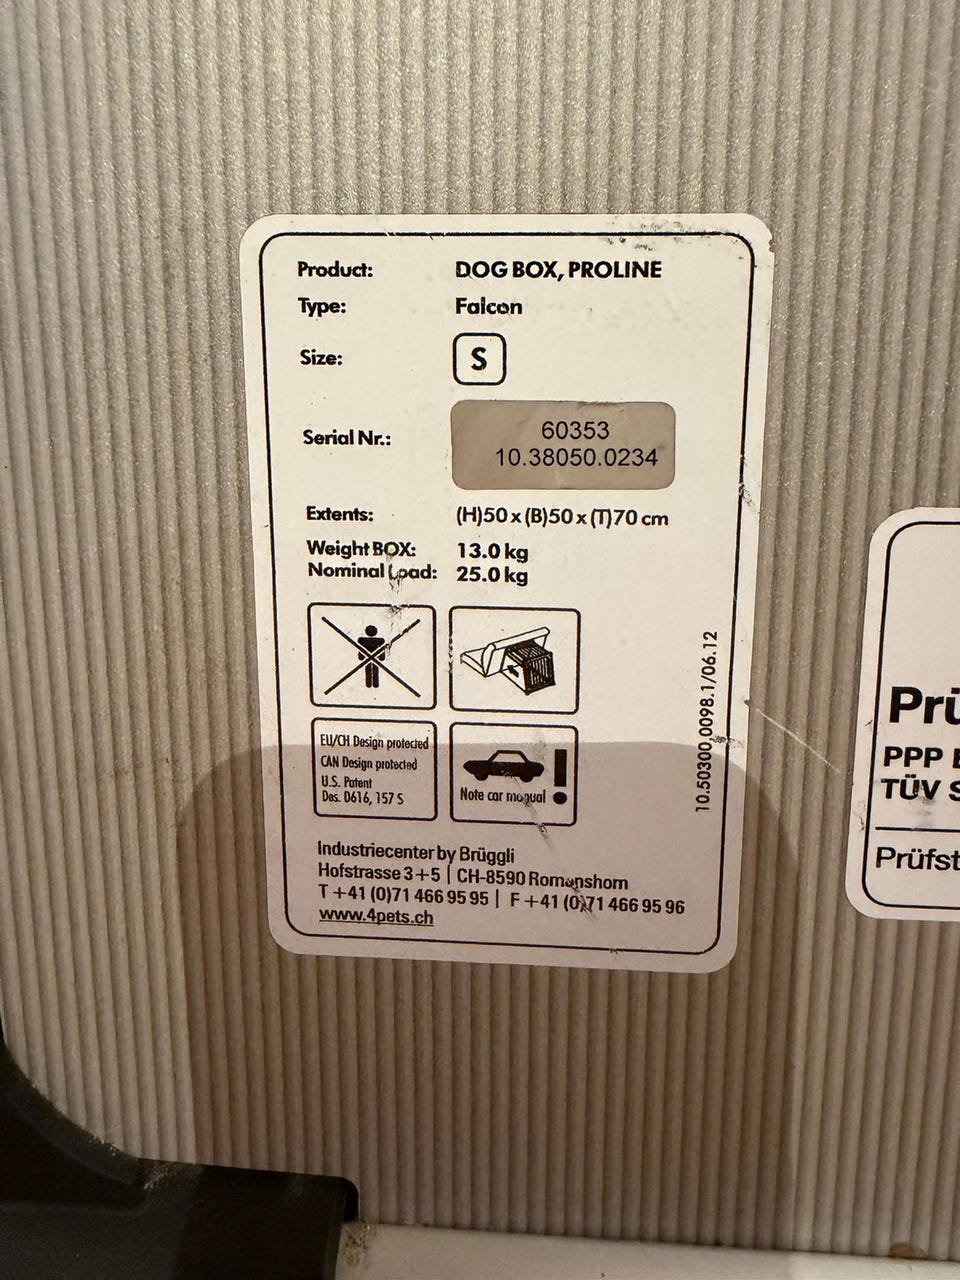 Product: DOG BOX, PROLINE
Type: Falcon
Size: S
Serial Nr.: 60353
10.38050.0234
Extents: (H)50 x (B)50 x (T)70 cm
Weight BOX: 13.0 kg
Nominal Load: 25.0 kg
EU/CH Design protected
CAN Design protected
U.S. Patent
Des. D616, 157 S
Note car manual
10.50300.0098.1/06.12
Industriecenter by Brüggli
Hofstrasse 3+5 | CH-8590 Romanshorn
T +41 (0)71 466 95 95 | F +41 (0)71 466 95 96
www.4pets.ch
Prü
PPP
TÜV S
Prüfst